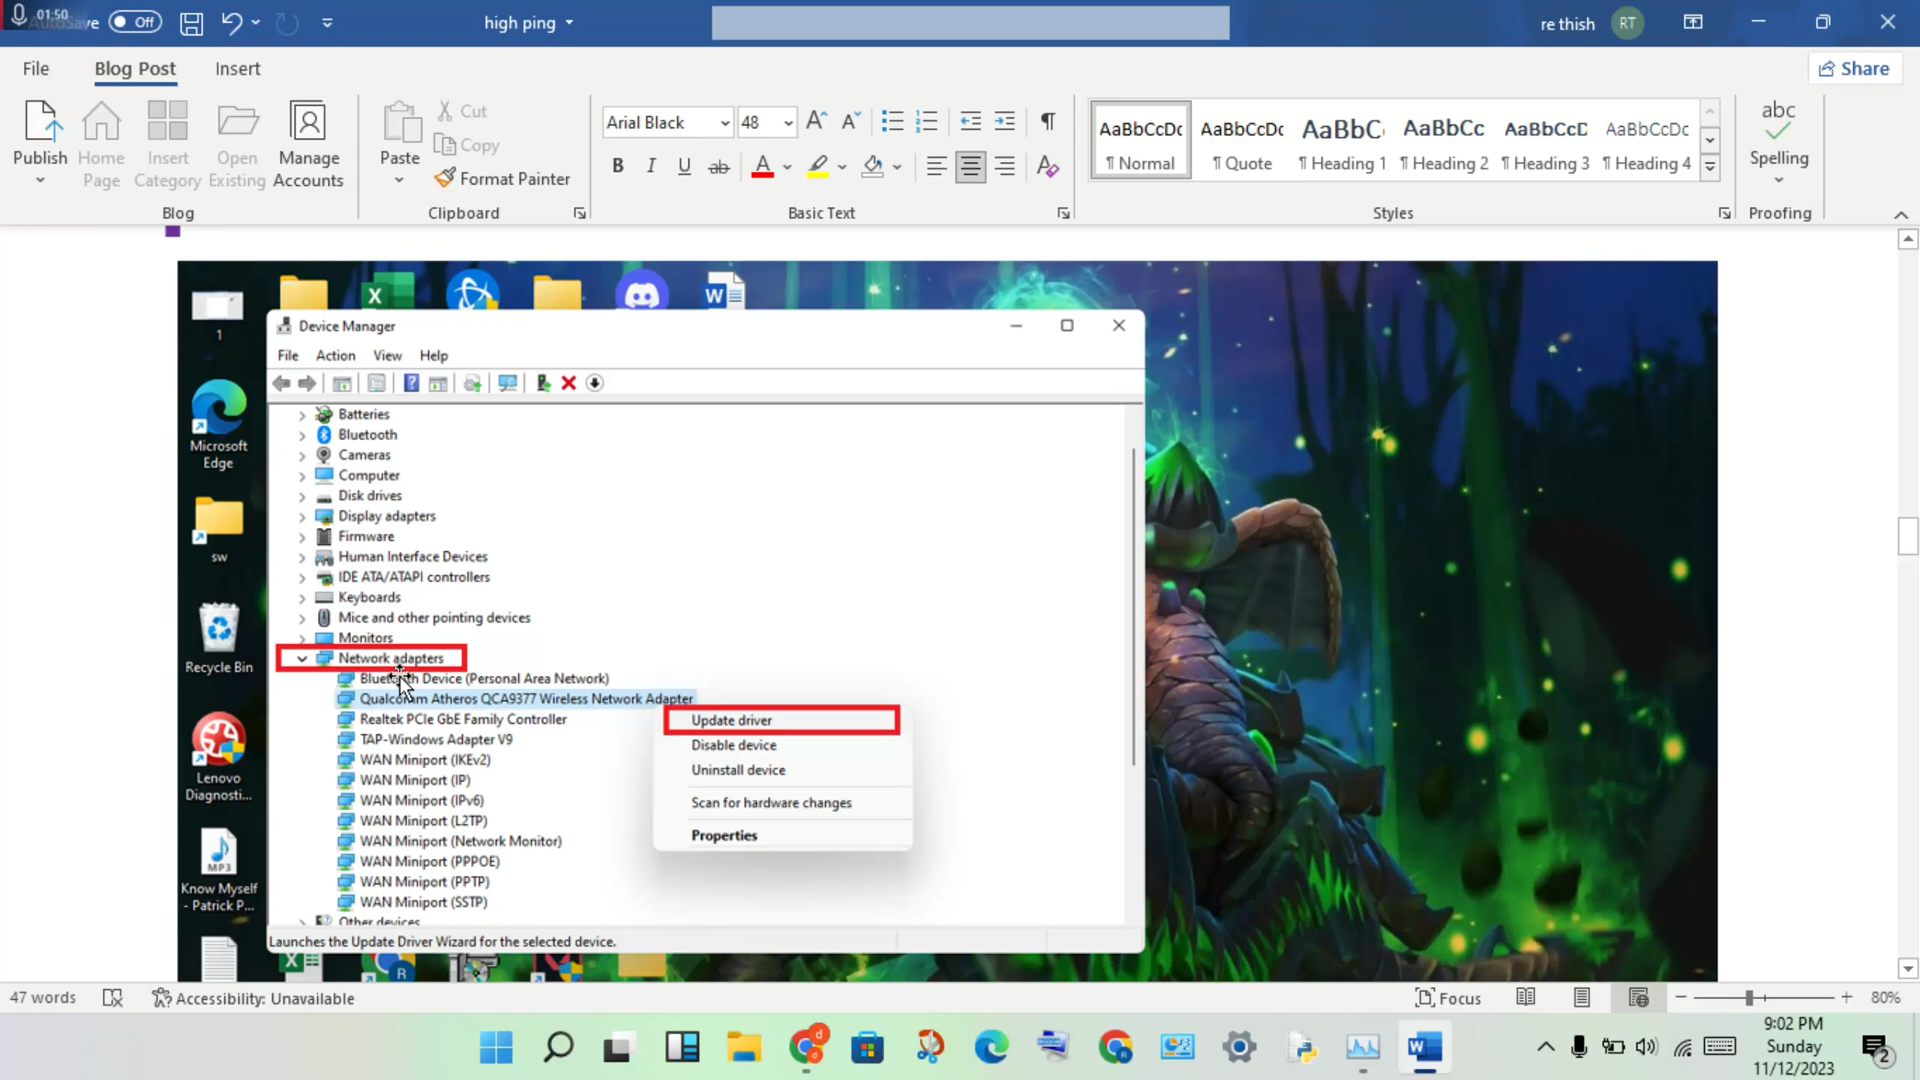 01:50
Off
high ping
re thish
RT
File
Blog Post
Insert
Share
Publish
Home Page
Insert Category
Open Existing
Manage Accounts
Blog
Paste
Cut
Copy
Format Painter
Clipboard
Arial Black
48
Basic Text
AaBbCcDc
¶ Normal
AaBbCcDc
¶ Quote
AaBbC
¶ Heading 1
AaBbCc
¶ Heading 2
AaBbCcD
¶ Heading 3
AaBbCcDc
¶ Heading 4
Styles
abc
Spelling
Proofing
1
Microsoft Edge
sw
Recycle Bin
Lenovo Diagnosti...
MP3
Know Myself - Patrick P...
Device Manager
File Action View Help
Batteries
Bluetooth
Cameras
Computer
Disk drives
Display adapters
Firmware
Human Interface Devices
IDE ATA/ATAPI controllers
Keyboards
Mice and other pointing devices
Monitors
Network adapters
Bluetooth Device (Personal Area Network)
Qualcomm Atheros QCA9377 Wireless Network Adapter
Realtek PCIe GbE Family Controller
TAP-Windows Adapter V9
WAN Miniport (IKEv2)
WAN Miniport (IP)
WAN Miniport (IPv6)
WAN Miniport (L2TP)
WAN Miniport (Network Monitor)
WAN Miniport (PPPOE)
WAN Miniport (PPTP)
WAN Miniport (SSTP)
Other devices
Update driver
Disable device
Uninstall device
Scan for hardware changes
Properties
Launches the Update Driver Wizard for the selected device.
47 words
Accessibility: Unavailable
Focus
80%
9:02 PM
Sunday
11/12/2023
2